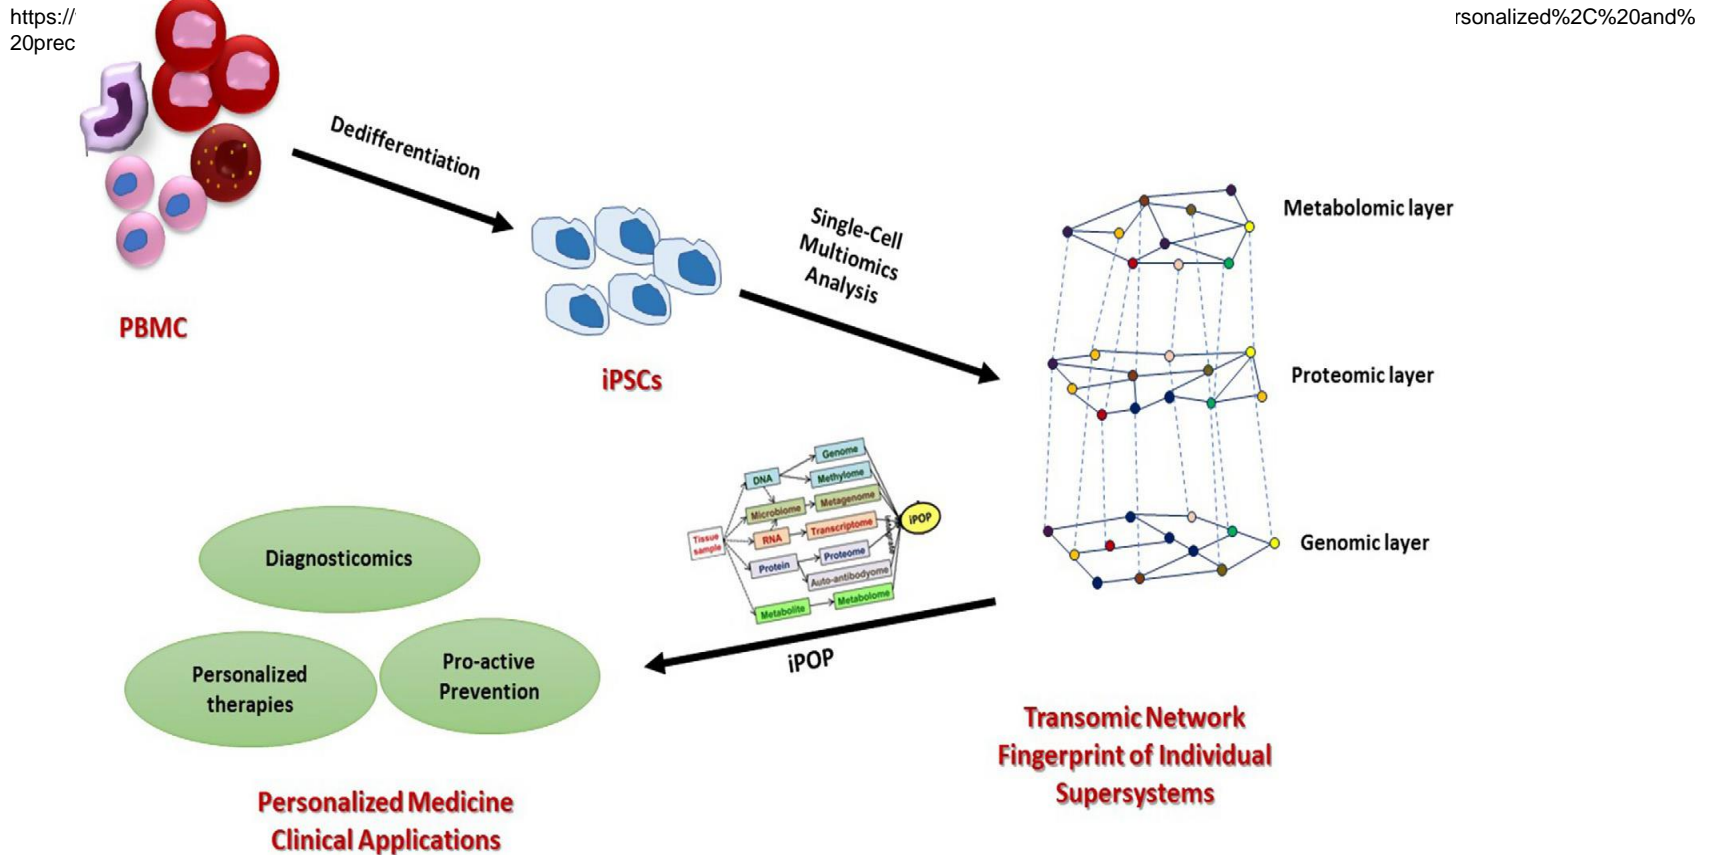 https://
rsonalized%2C%20and%
20prec
Dedifferentiation
PBMC
iPSCs
Single-Cell
Multiomics
Analysis
Metabolomic layer
Proteomic layer
Genomic layer
Transomic Network
Fingerprint of Individual
Supersystems
Tissue
sample
DNA
Microbiome
RNA
Protein
Metabolite
Genome
Methylome
Metagenome
Transcriptome
Proteome
Auto-antibodyome
Metabolome
iPOP
iPOP
Diagnosticomics
Personalized
therapies
Pro-active
Prevention
Personalized Medicine
Clinical Applications